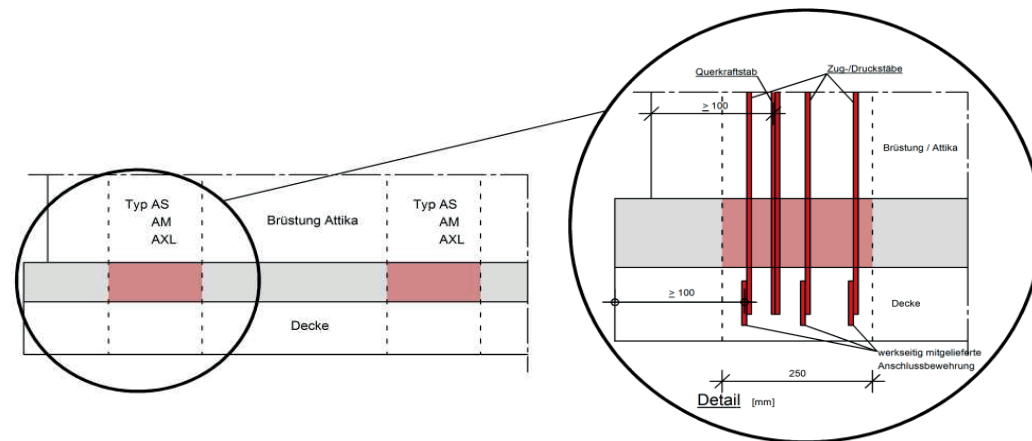 Typ AS
AM
AXL
Brüstung Attika
Typ AS
AM
AXL
Decke
Querkraftstab
Zug-/Druckstäbe
≥ 100
Brüstung / Attika
≥ 100
Decke
werkseitig mitgelieferte
Anschlussbewehrung
250
Detail [mm]